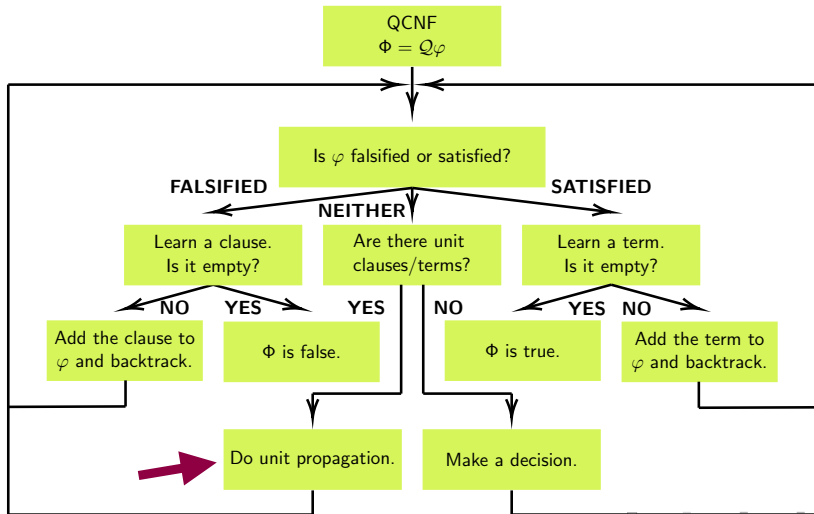 QCNF
Φ = 𝒬φ
Is φ falsified or satisfied?
FALSIFIED
NEITHER
SATISFIED
Learn a clause.
Is it empty?
Are there unit
clauses/terms?
Learn a term.
Is it empty?
NO
YES
YES
NO
YES
NO
Add the clause to
φ and backtrack.
Φ is false.
Φ is true.
Add the term to
φ and backtrack.
Do unit propagation.
Make a decision.